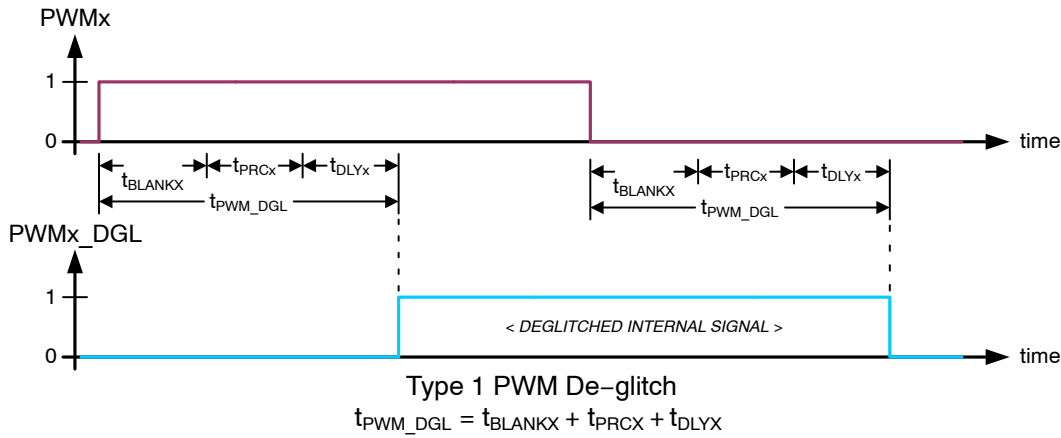 PWMx
1
0
time
tBLANKX
tPRCx
tDLYx
tPWM_DGL
tBLANKX
tPRCx
tDLYx
tPWM_DGL
PWMx_DGL
1
< DEGLITCHED INTERNAL SIGNAL >
0
time
Type 1 PWM De−glitch
tPWM_DGL = tBLANKX + tPRCX + tDLYX